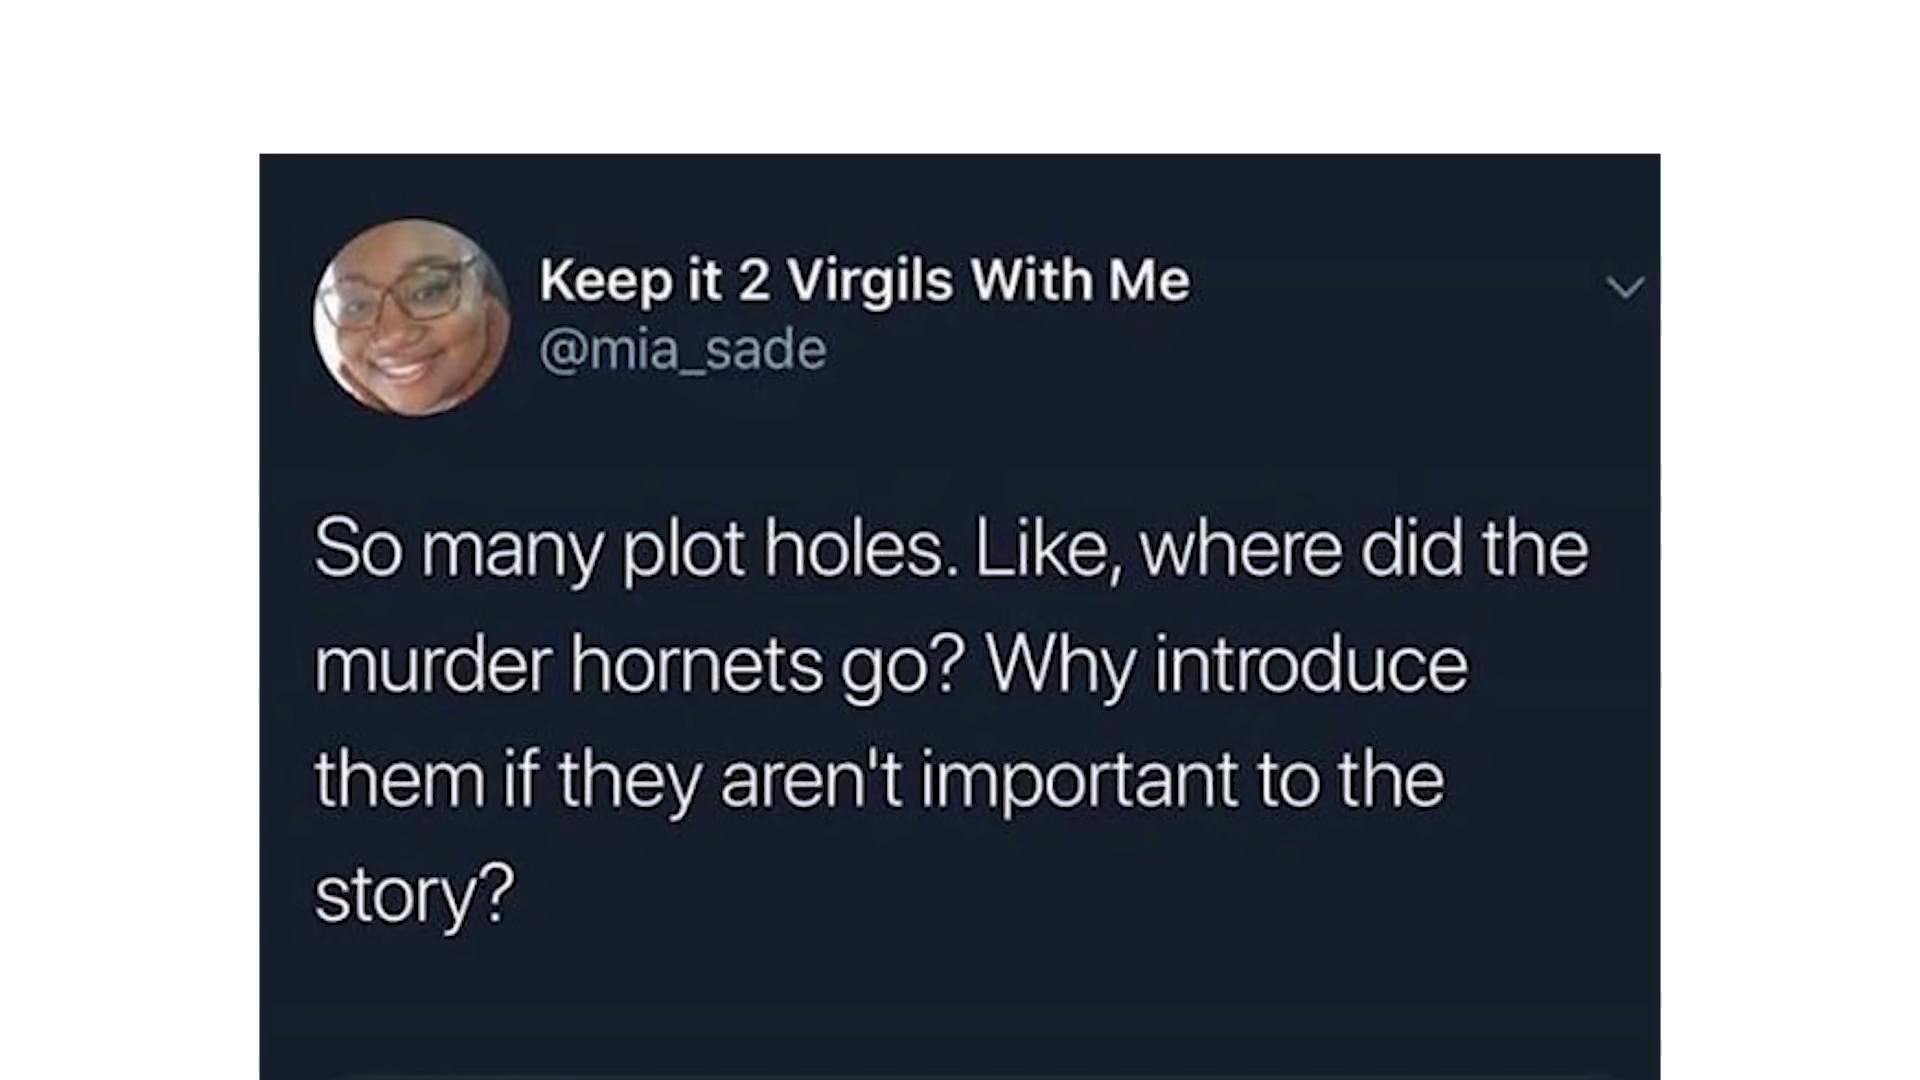 Keep it 2 Virgils With Me
@mia_sade
So many plot holes. Like, where did the
murder hornets go? Why introduce
them if they aren't important to the
story?